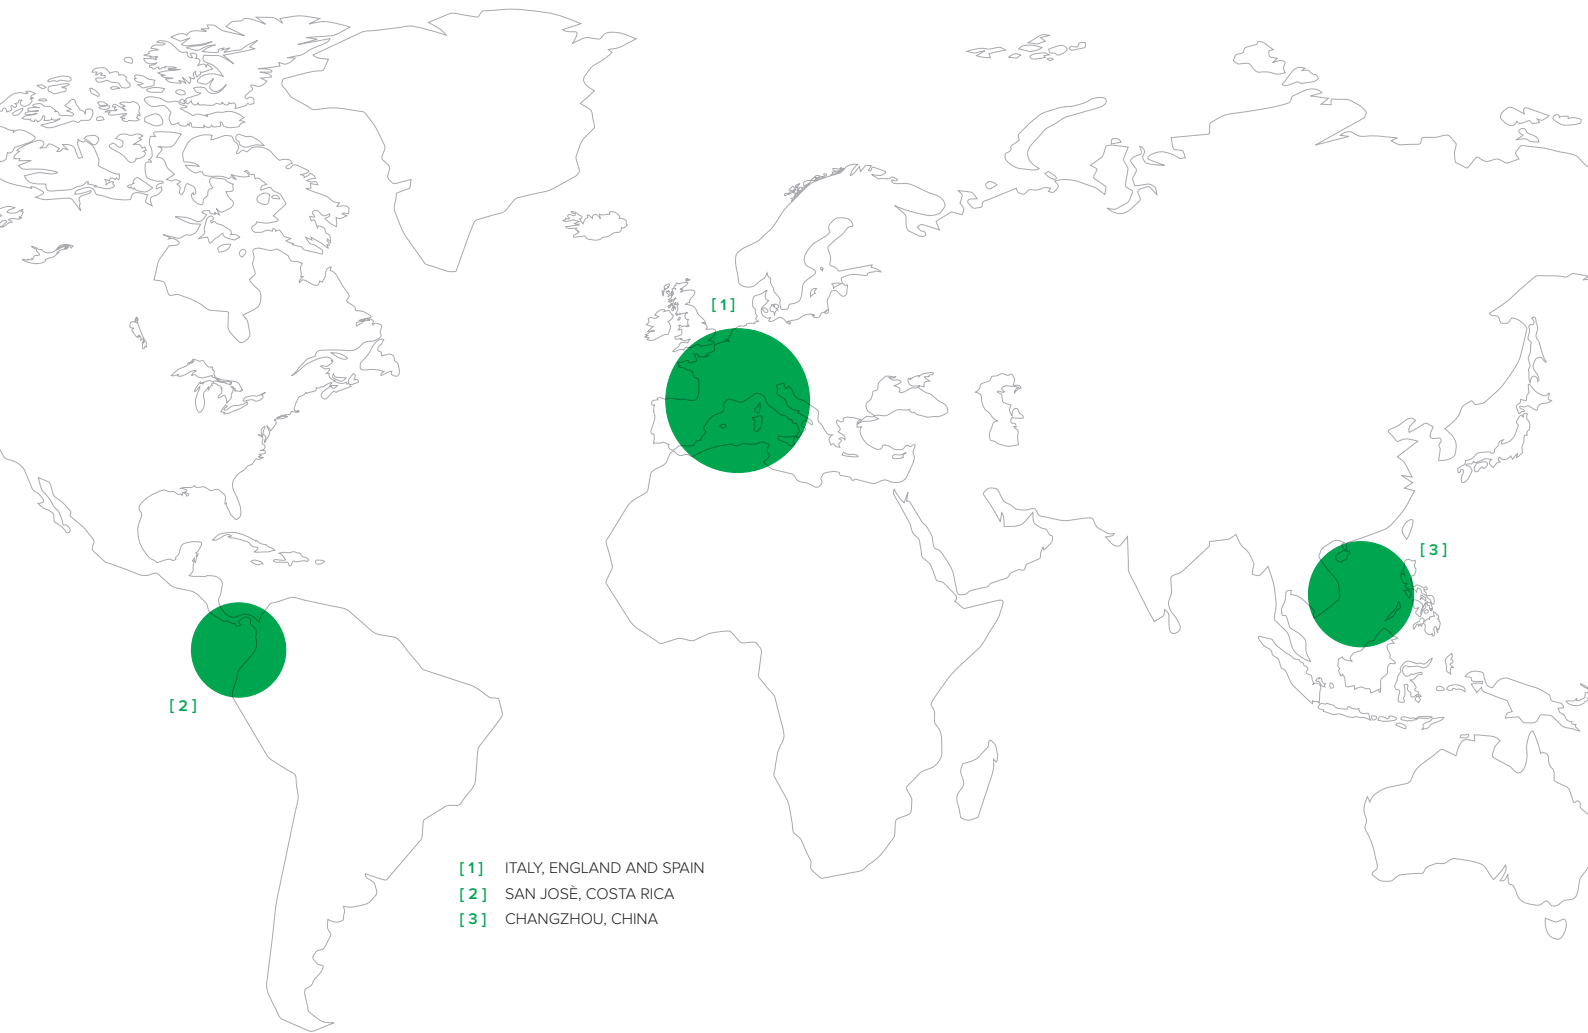 [ 1 ]
[ 3 ]
[ 2 ]
[ 1 ] ITALY, ENGLAND AND SPAIN
[ 2 ] SAN JOSÈ, COSTA RICA
[ 3 ] CHANGZHOU, CHINA